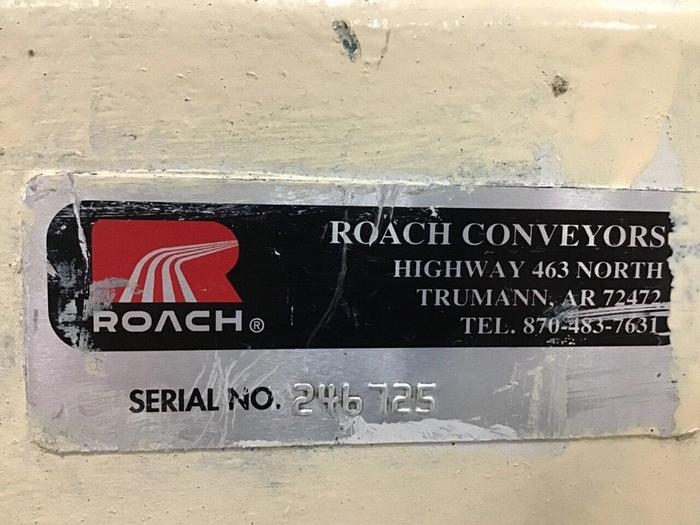 ROACH CONVEYORS
HIGHWAY 463 NORTH
TRUMANN, AR 72472
TEL. 870-483-7631
ROACH ®
SERIAL NO. 246725